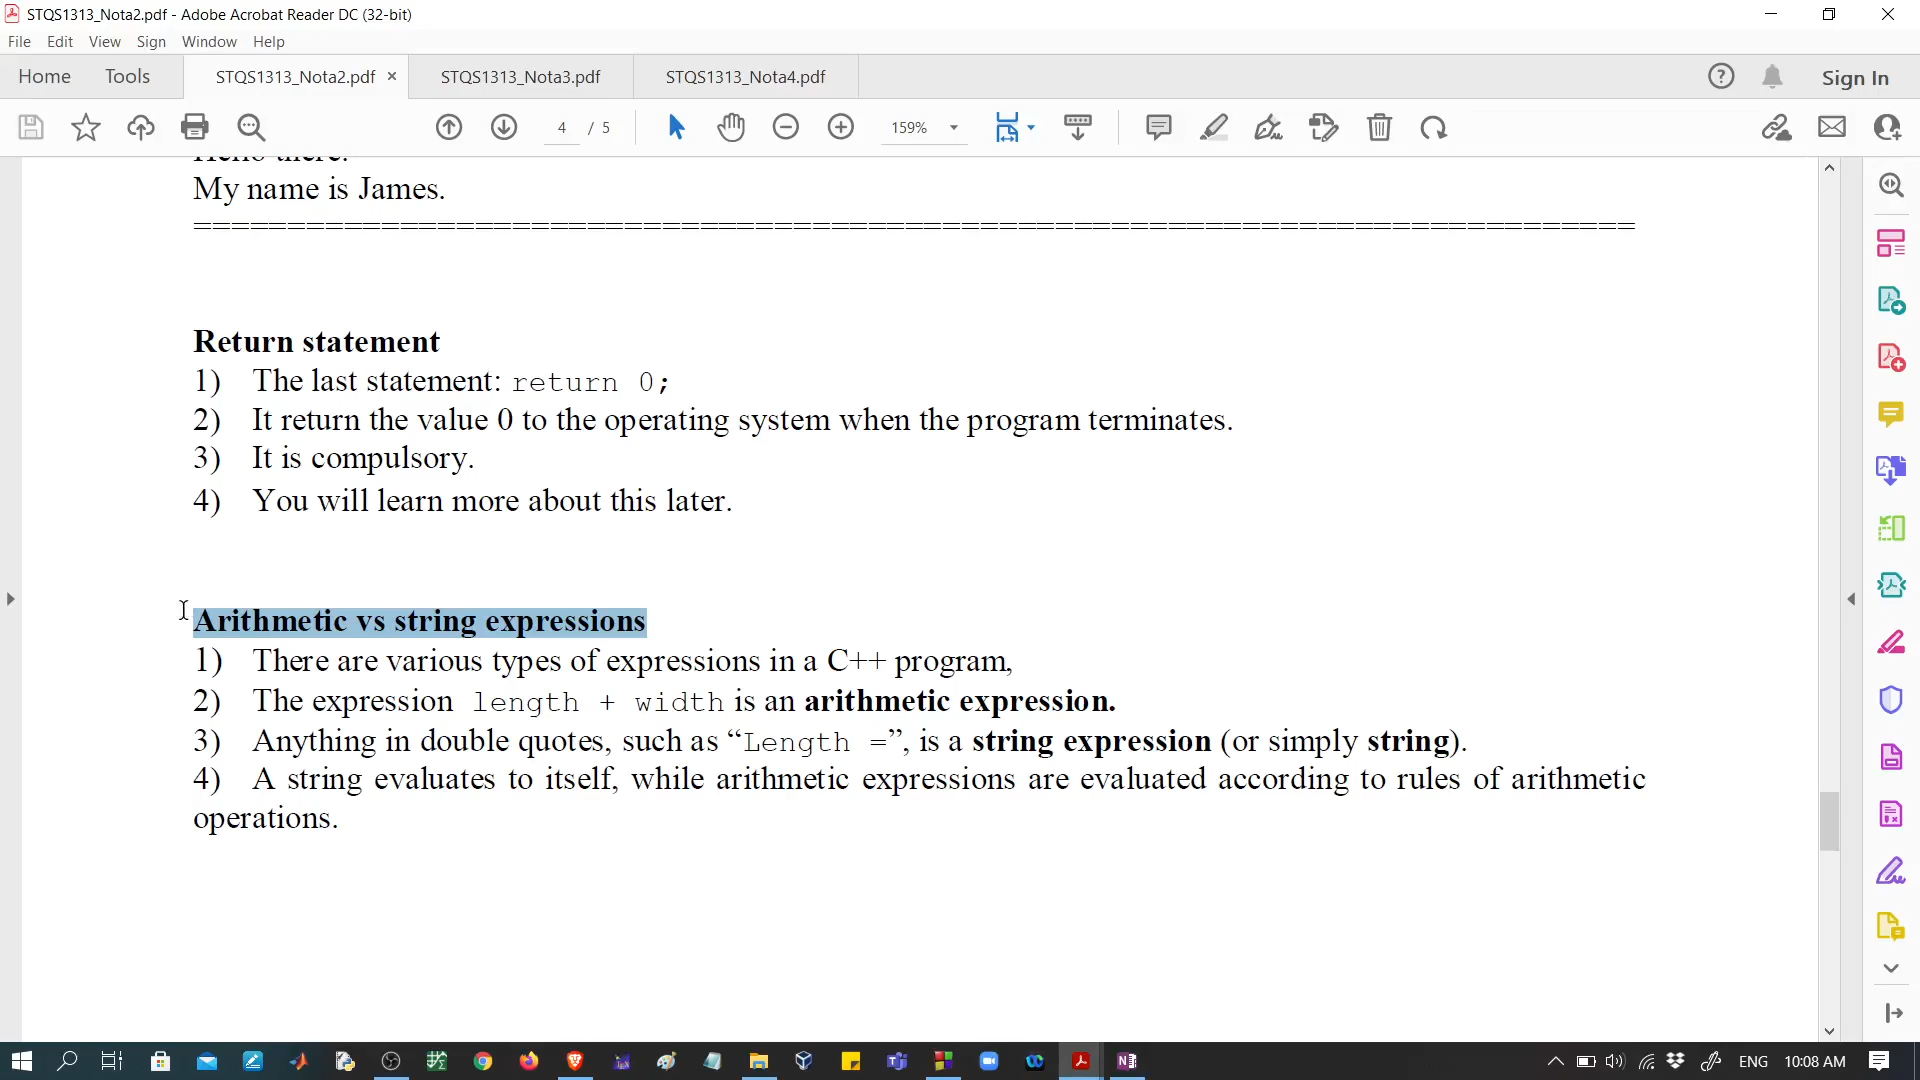 STQS1313_Nota2.pdf - Adobe Acrobat Reader DC (32-bit)
File Edit View Sign Window Help
Home Tools STQS1313_Nota2.pdf × STQS1313_Nota3.pdf STQS1313_Nota4.pdf Sign In
4 / 5 159%
Hello there.
My name is James.
==============================================================================
Return statement
1) The last statement: return 0;
2) It return the value 0 to the operating system when the program terminates.
3) It is compulsory.
4) You will learn more about this later.
Arithmetic vs string expressions
1) There are various types of expressions in a C++ program,
2) The expression length + width is an arithmetic expression.
3) Anything in double quotes, such as “Length =”, is a string expression (or simply string).
4) A string evaluates to itself, while arithmetic expressions are evaluated according to rules of arithmetic
operations.
ENG 10:08 AM